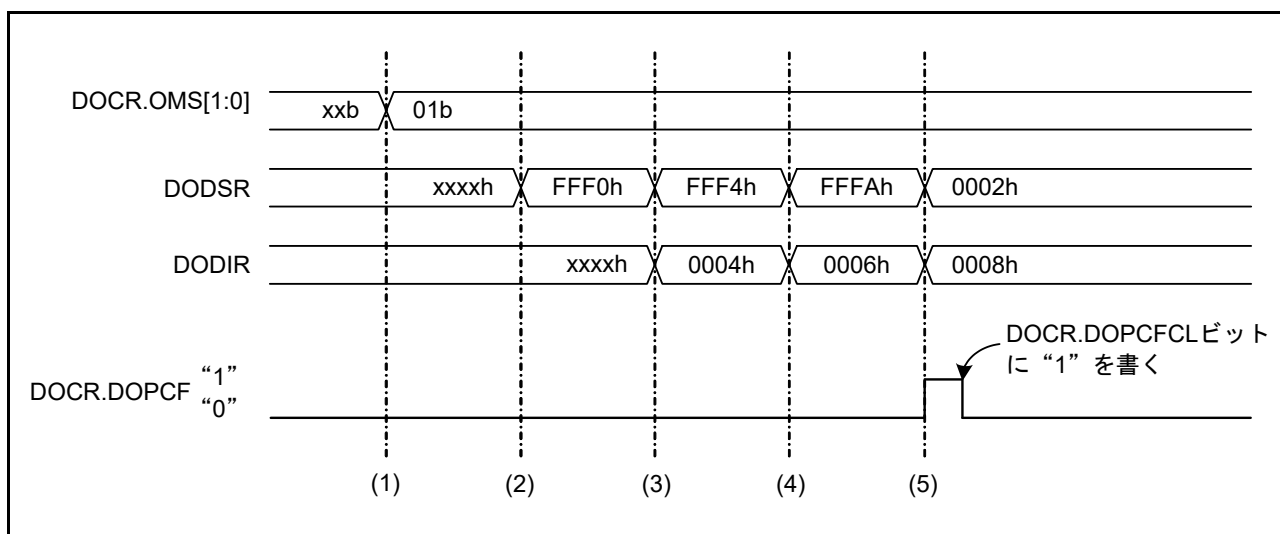 DOCR.OMS[1:0]
xxb
01b
DODSR
xxxxh
FFF0h
FFF4h
FFFAh
0002h
DODIR
xxxxh
0004h
0006h
0008h
DOCR.DOPCFCLビット
に“1”を書く
DOCR.DOPCF
“1”
“0”
(1)
(2)
(3)
(4)
(5)